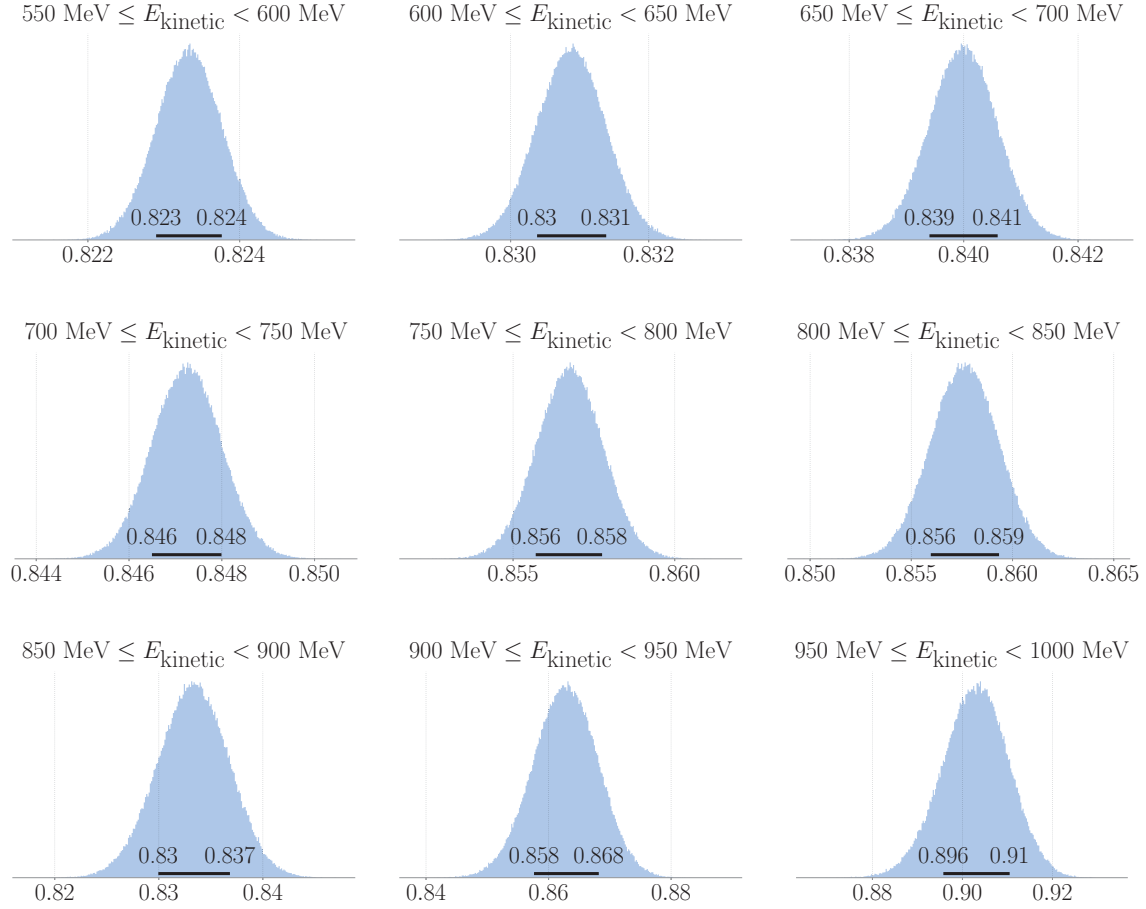 550 MeV ≤ E_kinetic < 600 MeV
600 MeV ≤ E_kinetic < 650 MeV
650 MeV ≤ E_kinetic < 700 MeV
0.823 0.824
0.83 0.831
0.839 0.841
0.822 0.824
0.830 0.832
0.838 0.840 0.842
700 MeV ≤ E_kinetic < 750 MeV
750 MeV ≤ E_kinetic < 800 MeV
800 MeV ≤ E_kinetic < 850 MeV
0.846 0.848
0.856 0.858
0.856 0.859
0.844 0.846 0.848 0.850
0.855 0.860
0.850 0.855 0.860 0.865
850 MeV ≤ E_kinetic < 900 MeV
900 MeV ≤ E_kinetic < 950 MeV
950 MeV ≤ E_kinetic < 1000 MeV
0.83 0.837
0.858 0.868
0.896 0.91
0.82 0.83 0.84
0.84 0.86 0.88
0.88 0.90 0.92